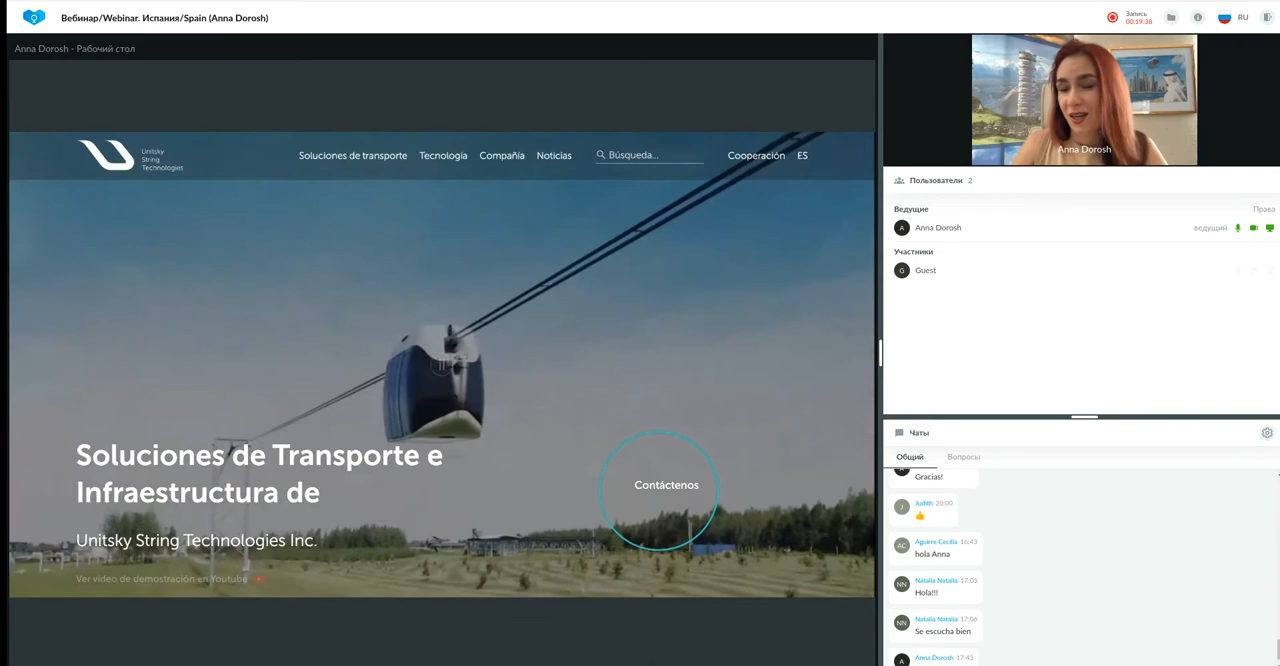 Вебинар/Webinar. Испания/Spain (Anna Dorosh)
Запись
00:19:38
RU
Anna Dorosh - Рабочий стол
Unitsky
String
Technologies
Soluciones de transporte
Tecnología
Compañía
Noticias
Búsqueda...
Cooperación
ES
Soluciones de Transporte e
Infraestructura de
Unitsky String Technologies Inc.
Ver video de demostración en Youtube
Contáctenos
Anna Dorosh
Пользователи 2
Ведущие
Права
A
Anna Dorosh
ведущий
Участники
G
Guest
Чаты
Общий
Вопросы
Gracias!
J
Judith 20:00
AC
Aguirre Cecilia 16:43
hola Anna
NN
Natalia Natalia 17:05
Hola!!!
NN
Natalia Natalia 17:06
Se escucha bien
A
Anna Dorosh 17:43